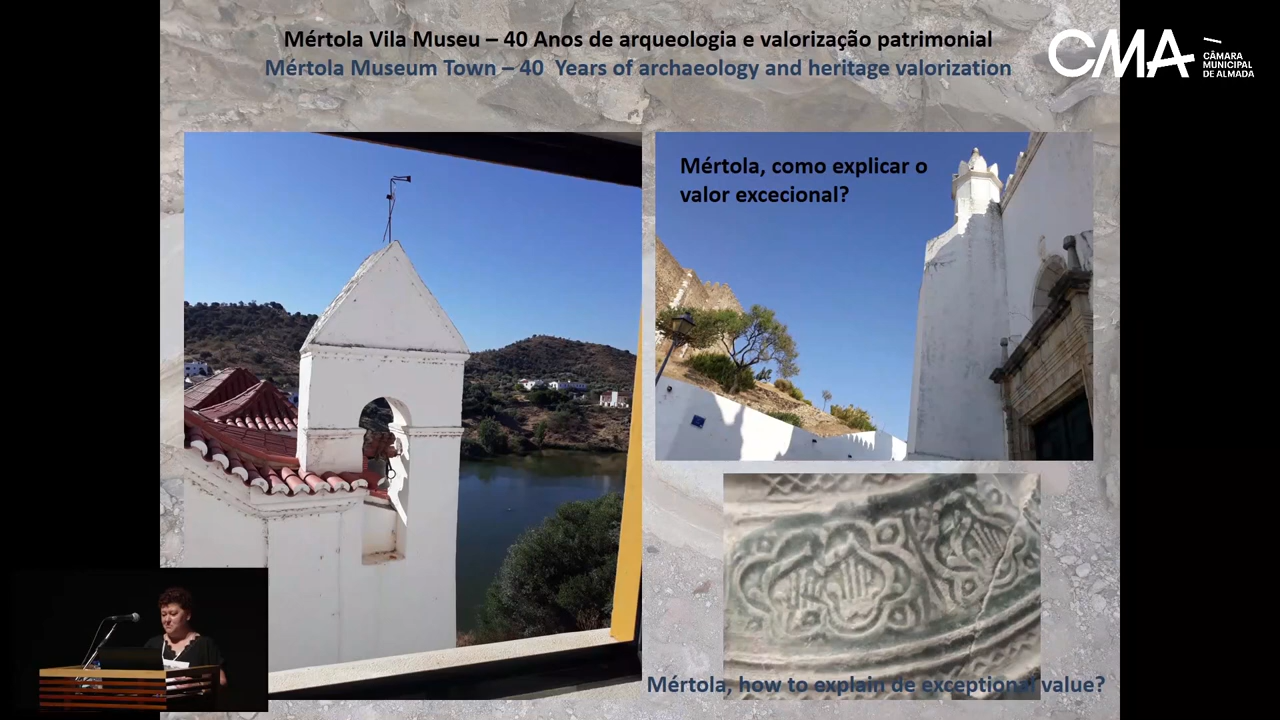 Mértola Vila Museu – 40 Anos de arqueologia e valorização patrimonial
Mértola Museum Town – 40 Years of archaeology and heritage valorization
CMA
CÂMARA
MUNICIPAL
DE ALMADA
Mértola, como explicar o
valor excecional?
Mértola, how to explain de exceptional value?